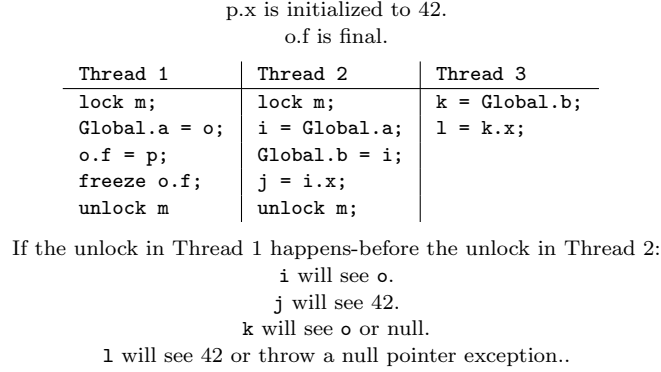 p.x is initialized to 42.
o.f is final.
Thread 1 Thread 2 Thread 3
lock m; lock m; k = Global.b;
Global.a = o; i = Global.a; l = k.x;
o.f = p; Global.b = i;
freeze o.f; j = i.x;
unlock m unlock m;
If the unlock in Thread 1 happens-before the unlock in Thread 2:
i will see o.
j will see 42.
k will see o or null.
l will see 42 or throw a null pointer exception..